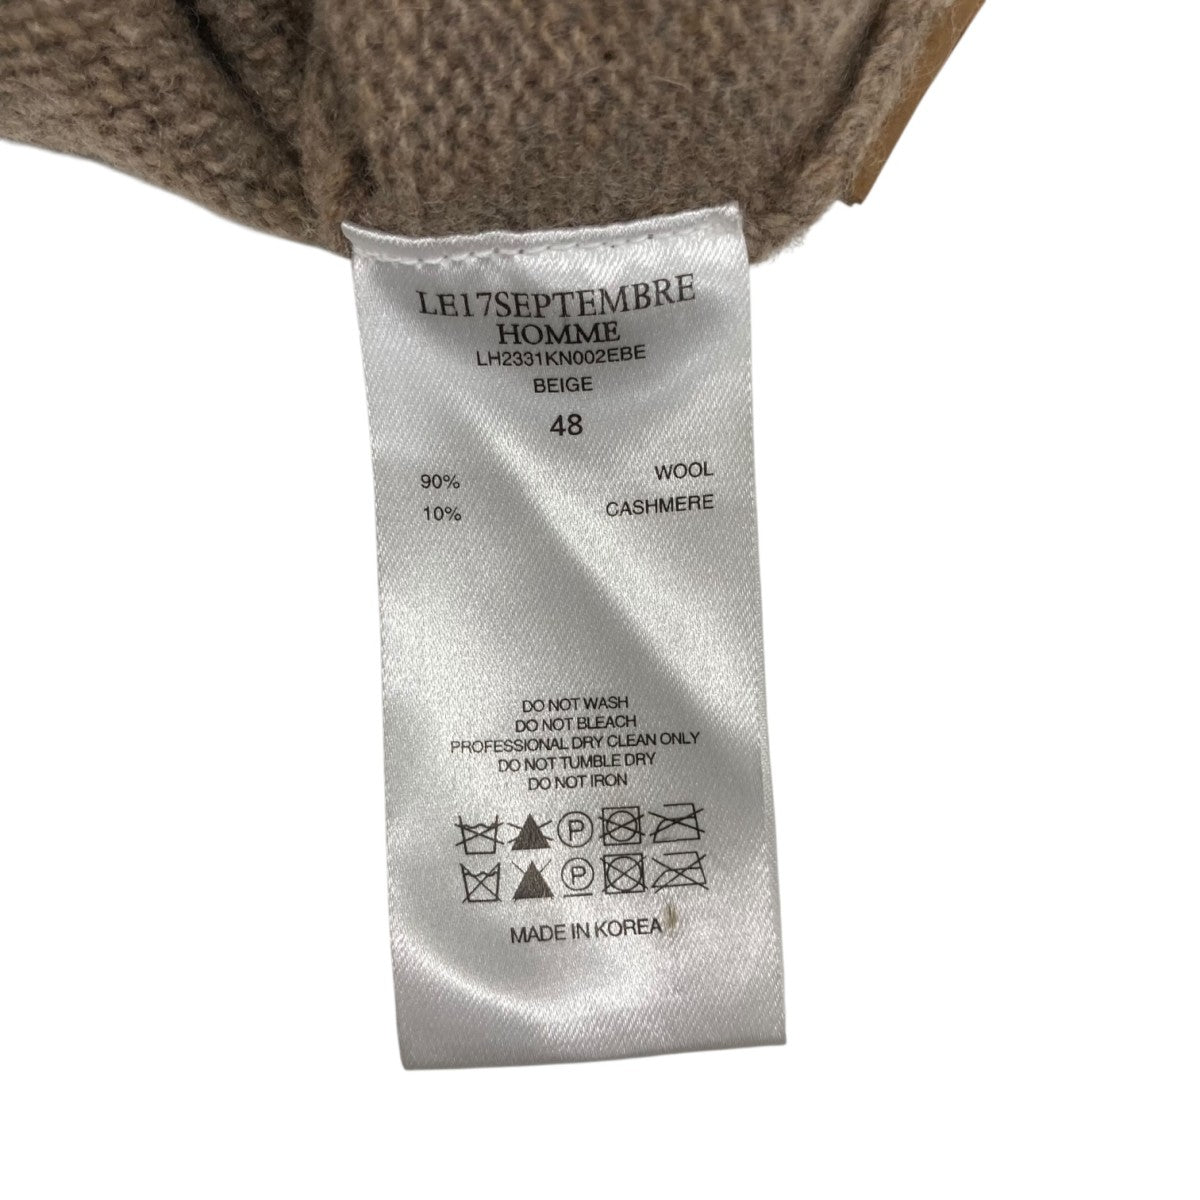 LE17SEPTEMBRE
HOMME
LH2331KN002EBE
BEIGE
48
90% WOOL
10% CASHMERE
DO NOT WASH
DO NOT BLEACH
PROFESSIONAL DRY CLEAN ONLY
DO NOT TUMBLE DRY
DO NOT IRON
P
P
MADE IN KOREA